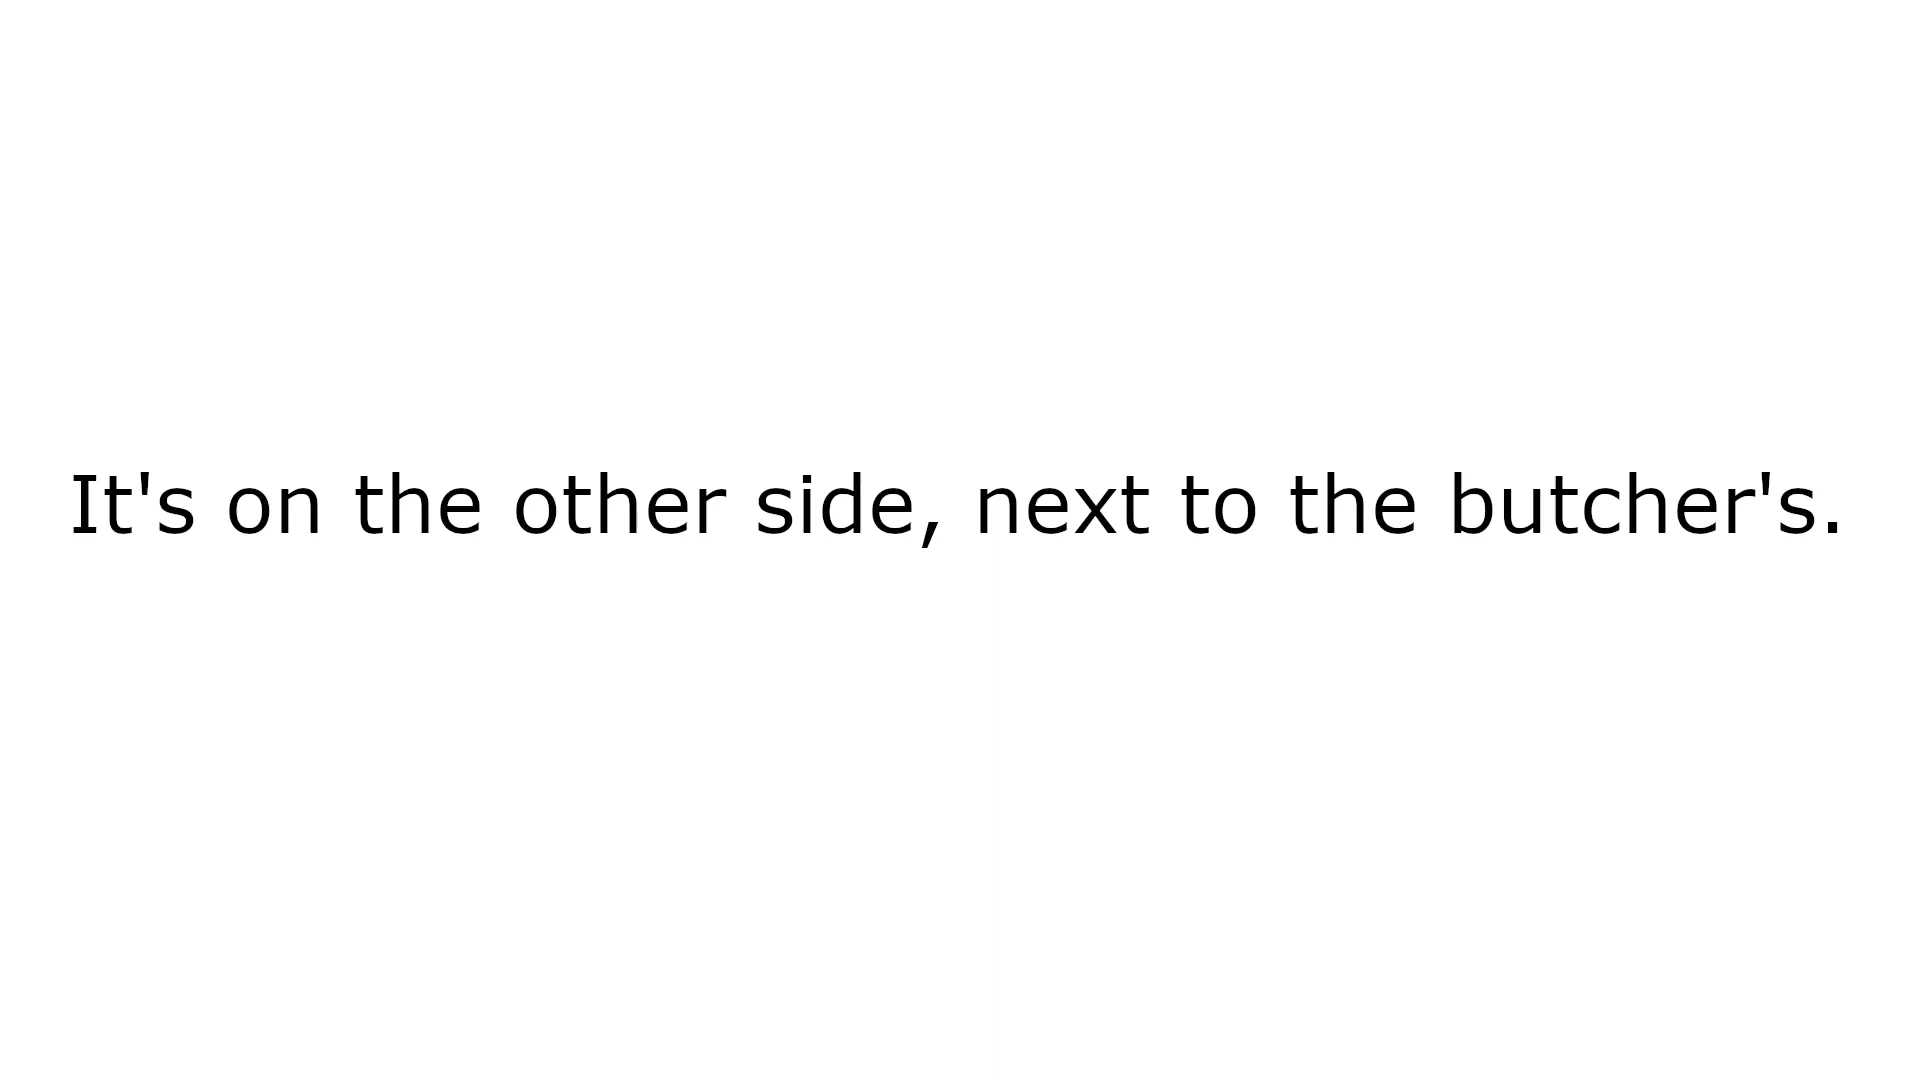 It's on the other side, next to the butcher's.